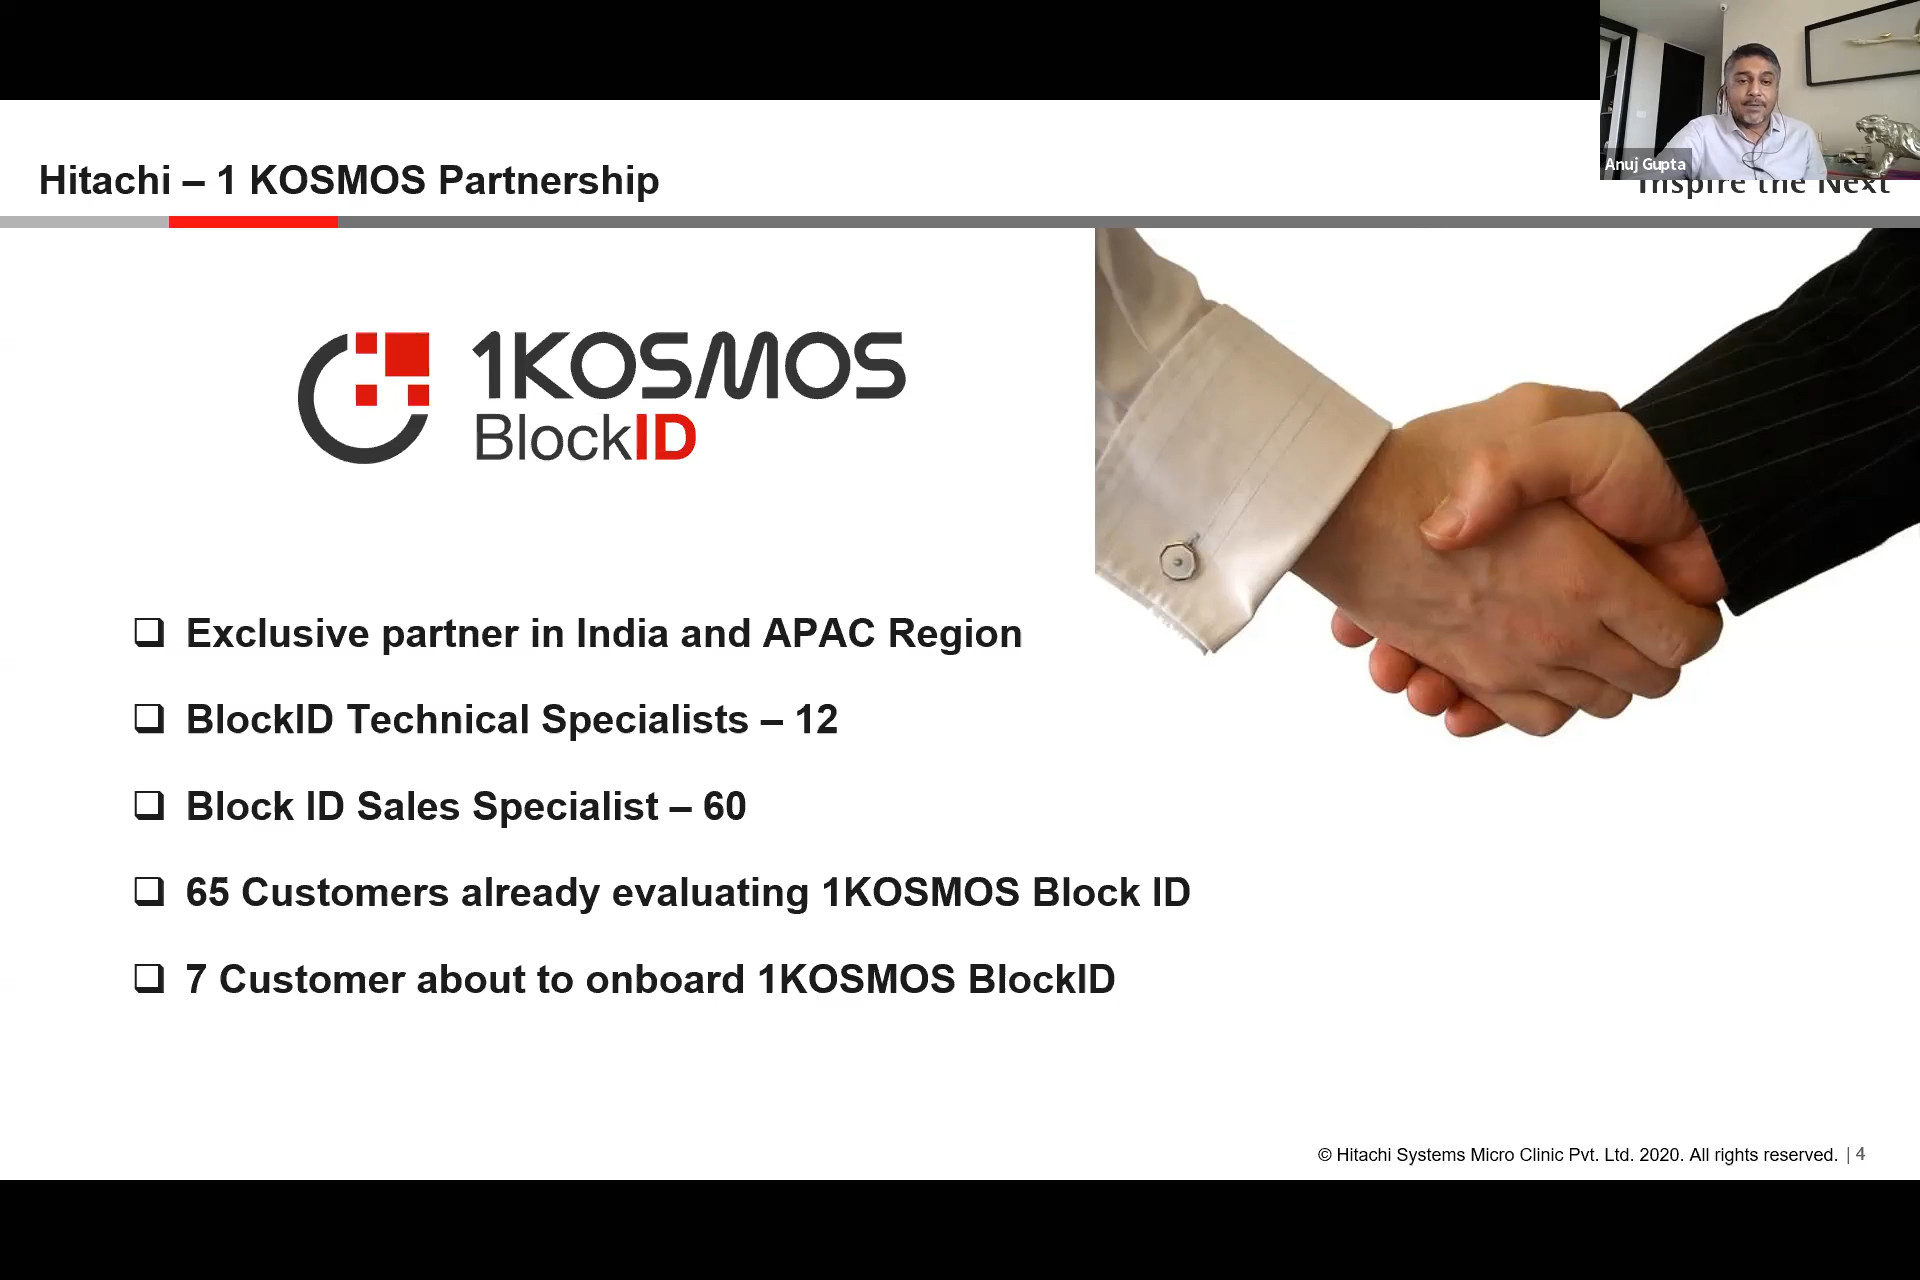 Anuj Gupta
Hitachi – 1 KOSMOS Partnership
Inspire the Next
1KOSMOS
BlockID
❑ Exclusive partner in India and APAC Region
❑ BlockID Technical Specialists – 12
❑ Block ID Sales Specialist – 60
❑ 65 Customers already evaluating 1KOSMOS Block ID
❑ 7 Customer about to onboard 1KOSMOS BlockID
© Hitachi Systems Micro Clinic Pvt. Ltd. 2020. All rights reserved. | 4